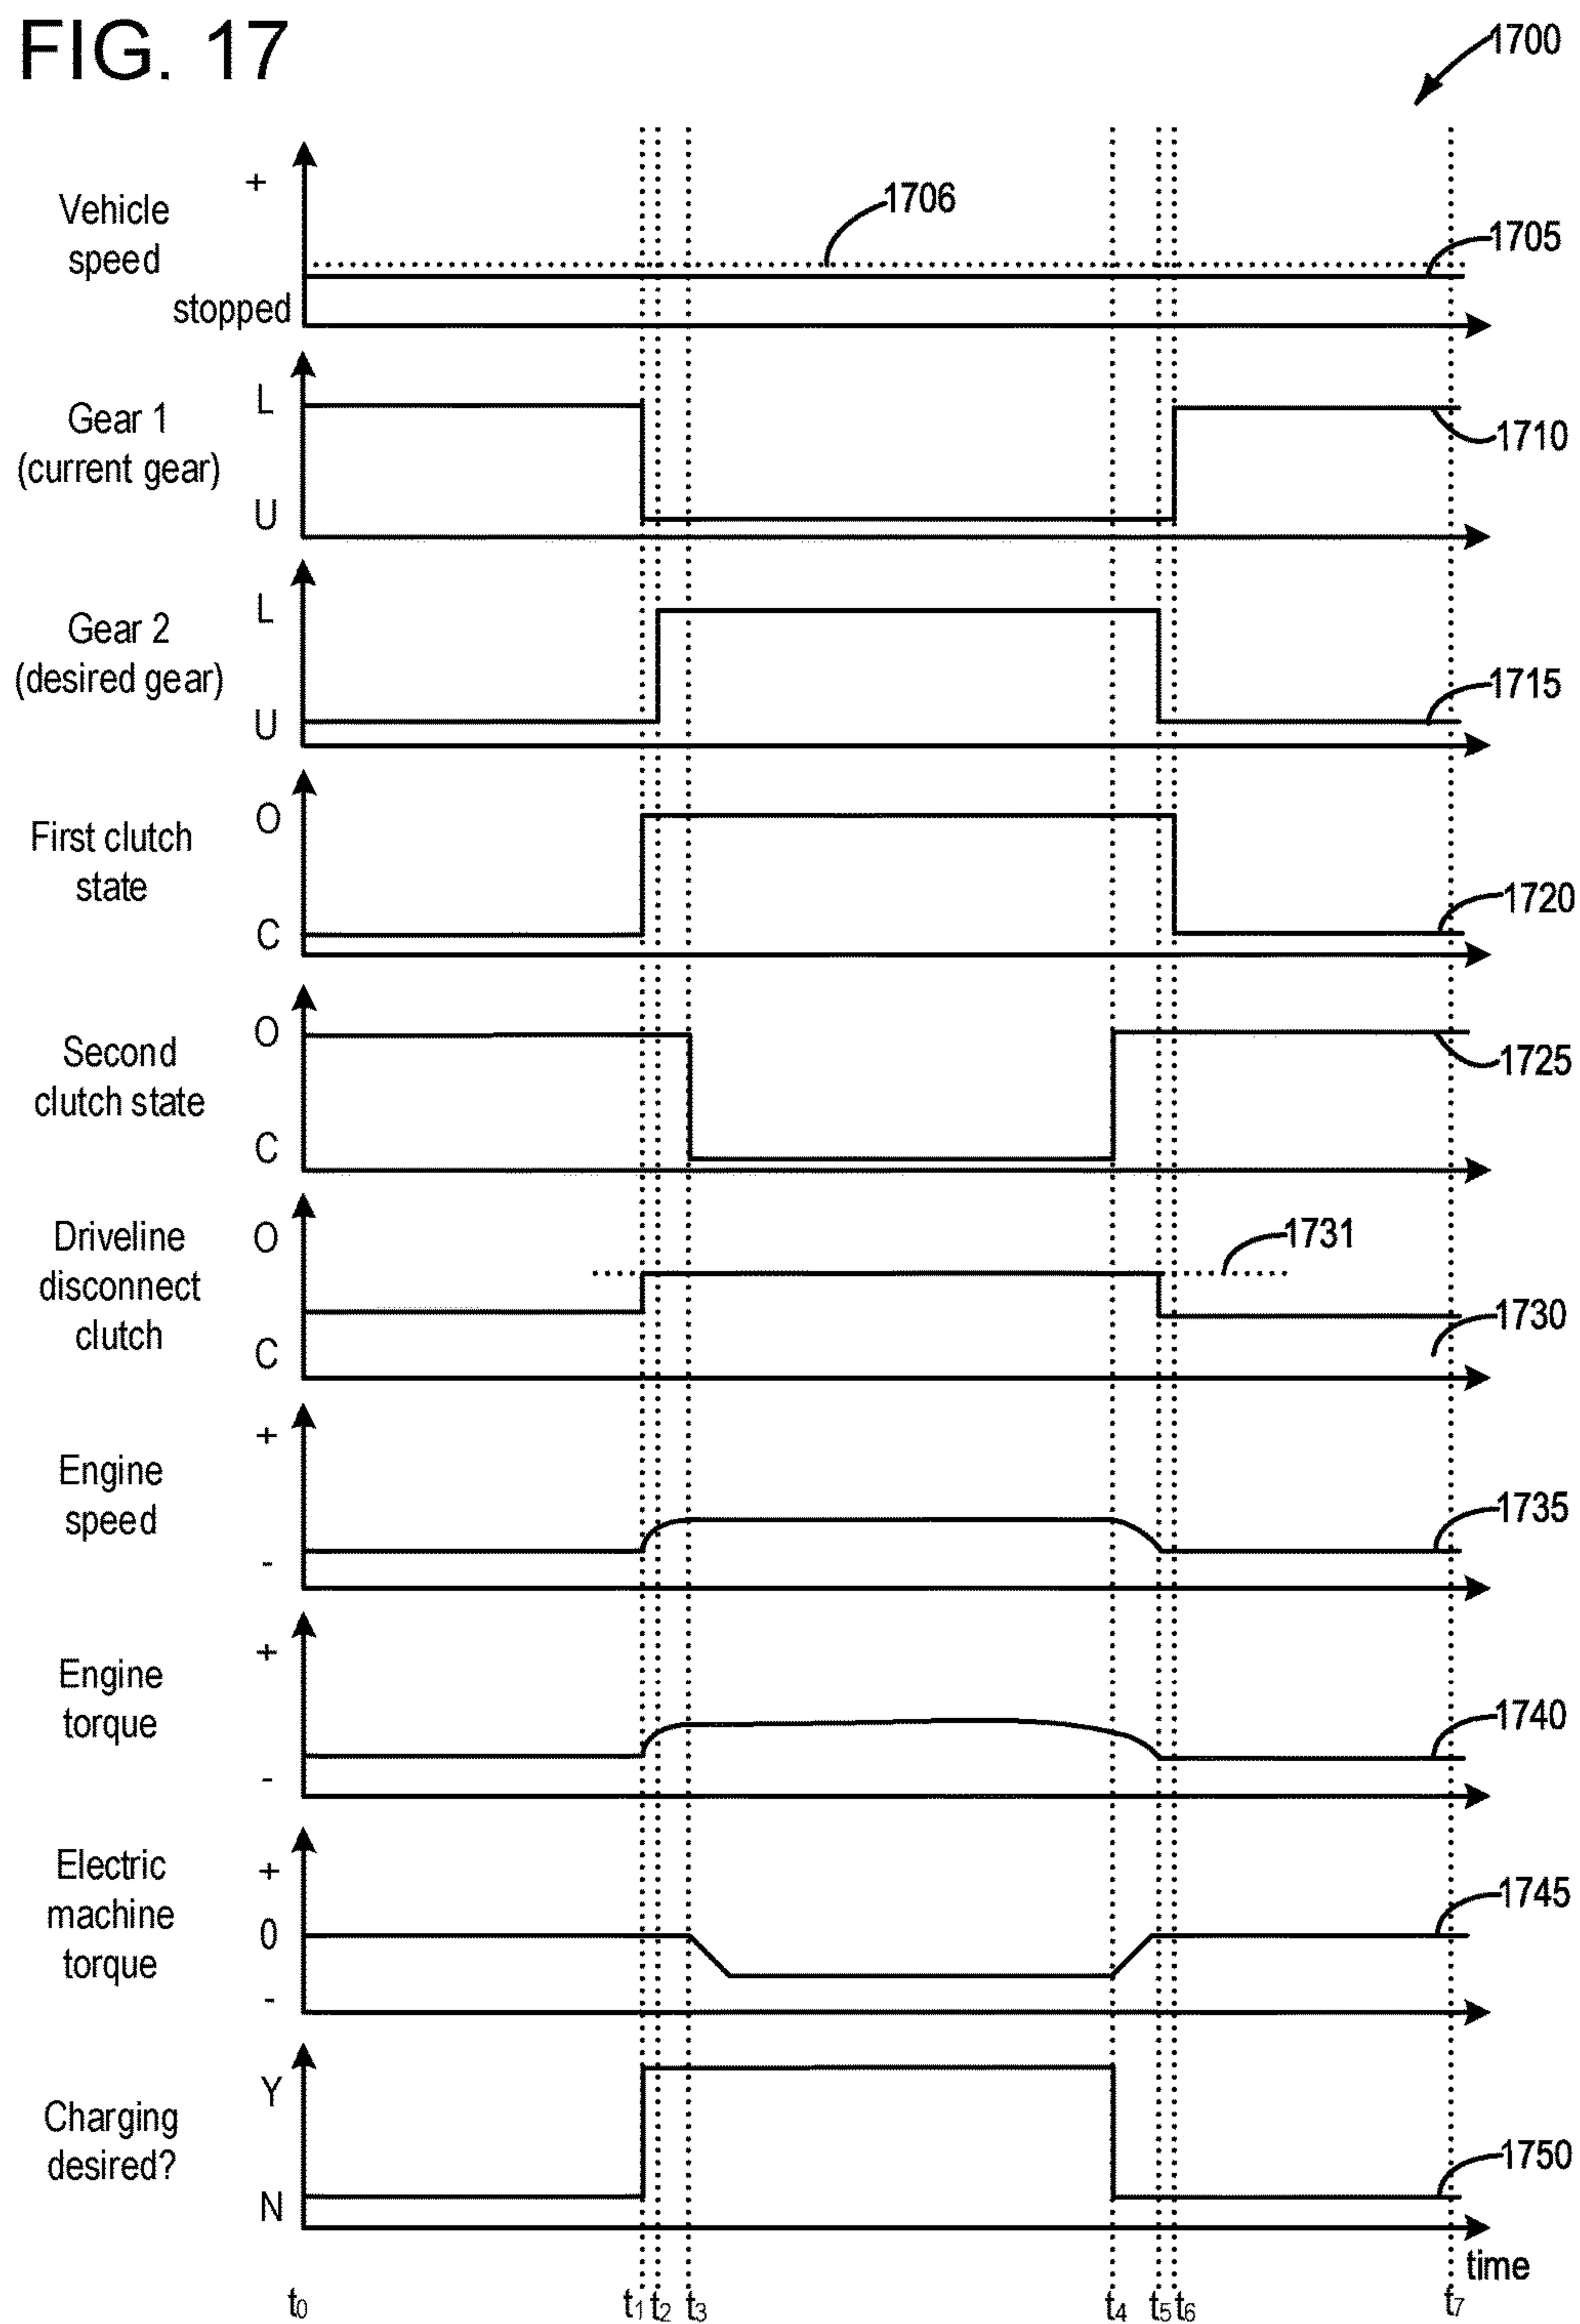 FIG. 17
1700
+
Vehicle
speed
stopped
1706
1705
L
Gear 1
(current gear)
U
1710
L
Gear 2
(desired gear)
U
1715
O
First clutch
state
C
1720
O
Second
clutch state
C
1725
Driveline
disconnect
clutch
O
C
1731
1730
+
Engine
speed
-
1735
+
Engine
torque
-
1740
Electric
machine
torque
+
0
-
1745
Y
Charging
desired?
N
1750
time
t0 t1 t2 t3 t4 t5 t6 t7